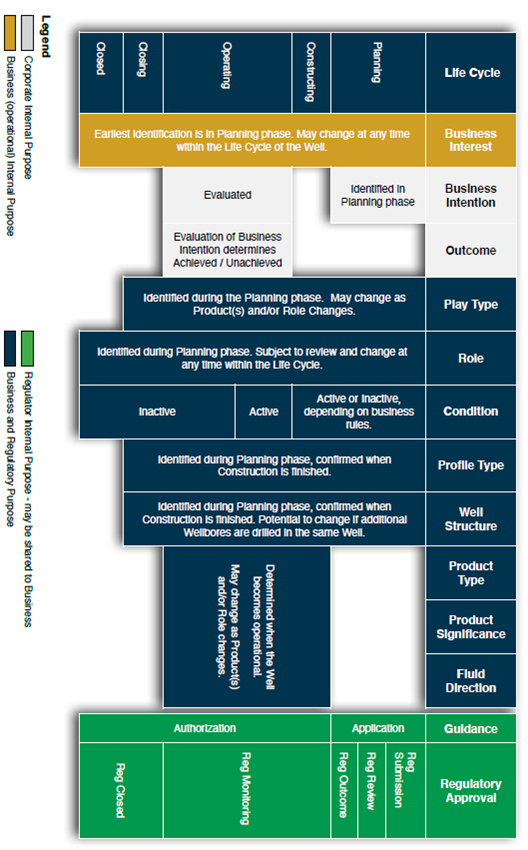 Legend
Corporate Internal Purpose
Business (operational) Internal Purpose
Regulator Internal Purpose - may be shared to Business
Business and Regulatory Purpose
Closed
Closing
Operating
Constructing
Planning
Life Cycle
Earliest identification is in Planning phase. May change at any time
within the Life Cycle of the Well.
Business
Interest
Evaluated
Identified in
Planning phase
Business
Intention
Evaluation of Business
Intention determines
Achieved / Unachieved
Outcome
Identified during the Planning phase. May change as
Product(s) and/or Role Changes.
Play Type
Identified during Planning phase. Subject to review and change at
any time within the Life Cycle.
Role
Inactive
Active
Active or Inactive,
depending on business
rules.
Condition
Identified during Planning phase, confirmed when
Construction is finished.
Profile Type
Identified during Planning phase, confirmed when
Construction is finished. Potential to change if additional
Wellbores are drilled in the same Well.
Well
Structure
Determined when the Well
becomes operational.
May change as Product(s)
and/or Role changes.
Product
Type
Product
Significance
Fluid
Direction
Authorization
Application
Guidance
Reg Closed
Reg Monitoring
Reg Outcome
Reg Review
Reg
Submission
Regulatory
Approval